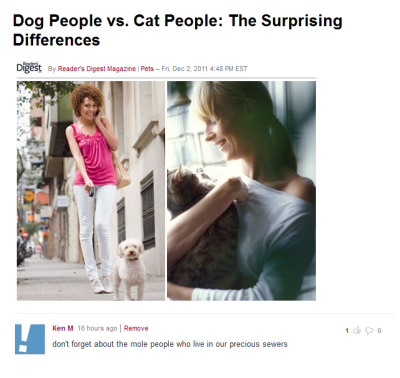 Dog People vs. Cat People: The Surprising
Differences
Reader's
Digest By Reader's Digest Magazine | Pets – Fri, Dec 2, 2011 4:48 PM EST
Ken M 16 hours ago | Remove 1 0
don't forget about the mole people who live in our precious sewers